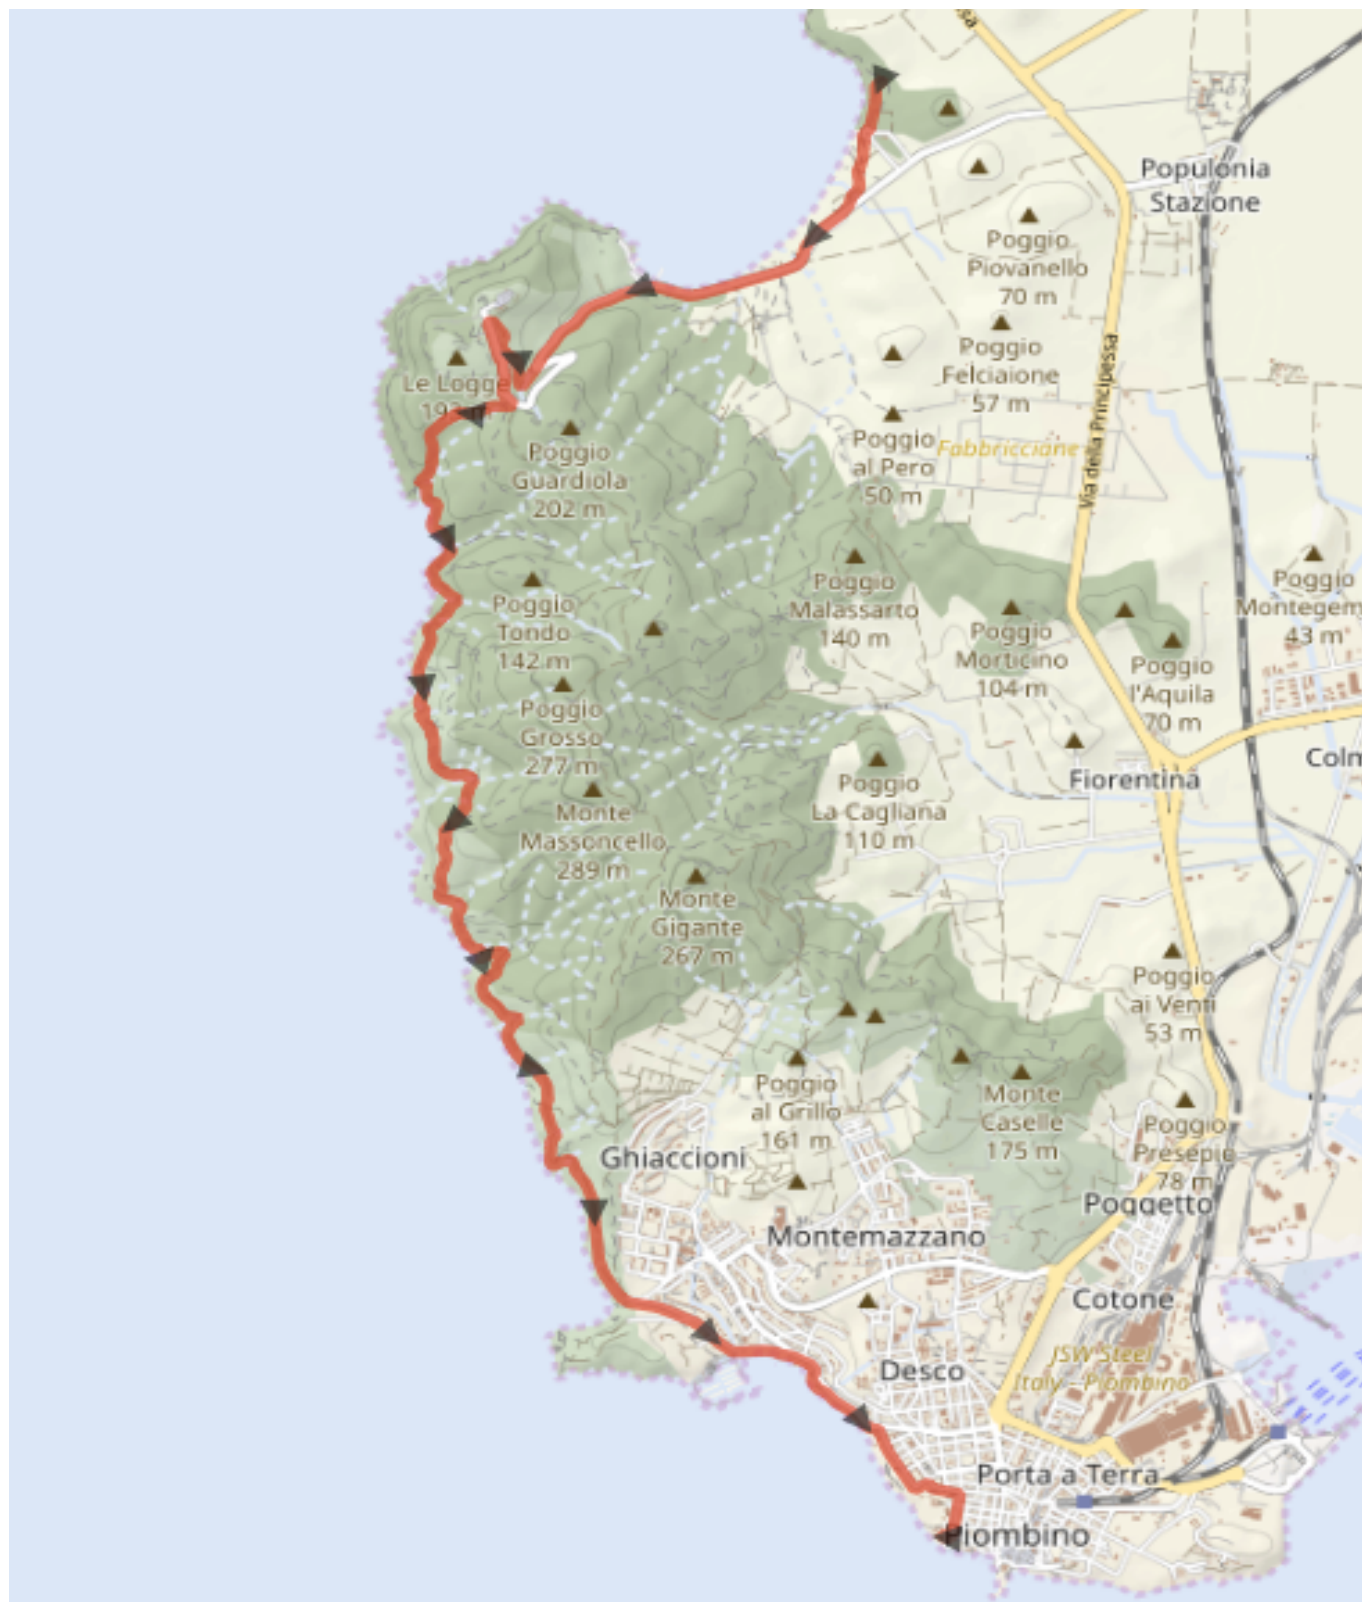 sa
Populonia
Stazione
Poggio
Piovanello
70 m
Poggio
Felciaione
57 m
Via della Principessa
Le Logge
Poggio
Guardiola
202 m
Poggio
al Pero
50 m
Fabbricciane
Poggio
Tondo
142 m
Poggio
Malassarto
140 m
Poggio
Morticino
104 m
Poggio
l'Aquila
70 m
Poggio
Montegem
43 m
Poggio
Grosso
277 m
Monte
Massoncello
289 m
Poggio
La Cagliana
110 m
Fiorentina
Colm
Monte
Gigante
267 m
Poggio
ai Venti
53 m
Poggio
al Grillo
161 m
Monte
Caselle
175 m
Poggio
Presepio
78 m
Ghiaccioni
Poggetto
Montemazzano
Cotone
Desco
JSW Steel
Italy - Piombino
Porta a Terra
Piombino